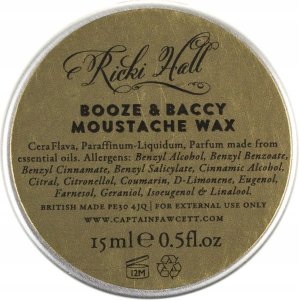 Ricki Hall
BOOZE & BACCY
MOUSTACHE WAX
CeraFlava, Paraffinum-Liquidum, Parfum made from
essential oils. Allergens: Benzyl Alcohol, Benzyl Benzoate,
Benzyl Cinnamate, Benzyl Salicylate, Cinnamic Alcohol,
Citral, Citronellol, Coumarin, D-Limonene, Eugenol,
Farnesol, Geraniol, Isoeugenol & Linalool.
BRITISH MADE PE30 4JQ | FOR EXTERNAL USE ONLY
WWW.CAPTAINFAWCETT.COM
15ml ℮ 0.5fl.oz
12M